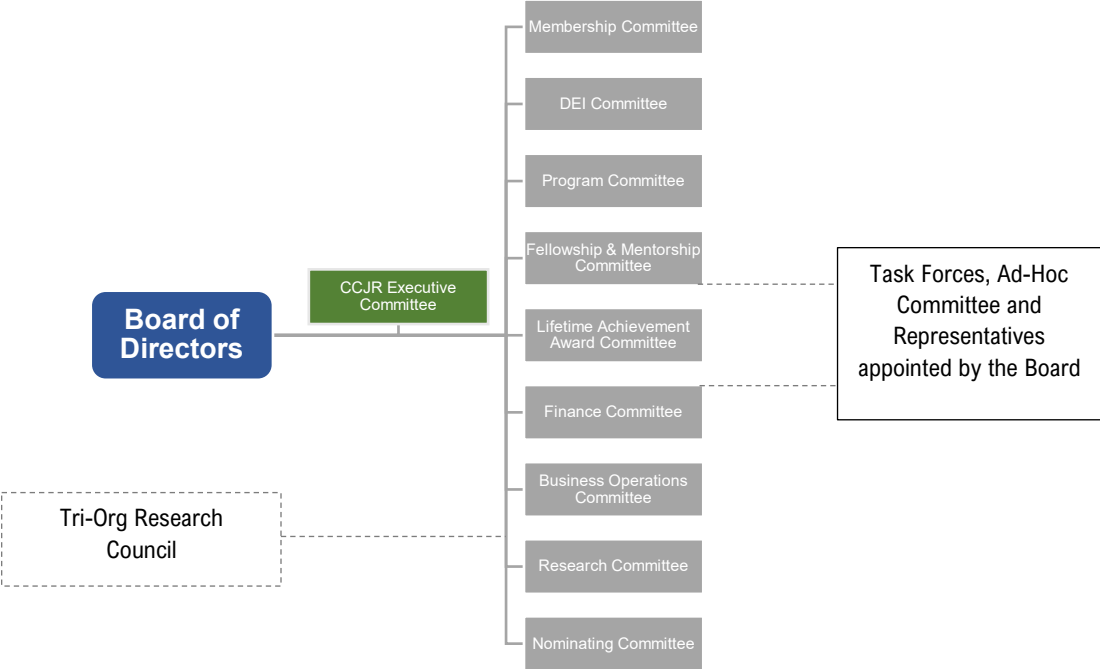 Membership Committee
DEI Committee
Program Committee
Fellowship & Mentorship
Committee
CCJR Executive
Committee
Board of
Directors
Lifetime Achievement
Award Committee
Task Forces, Ad-Hoc
Committee and
Representatives
appointed by the Board
Finance Committee
Business Operations
Committee
Tri-Org Research
Council
Research Committee
Nominating Committee